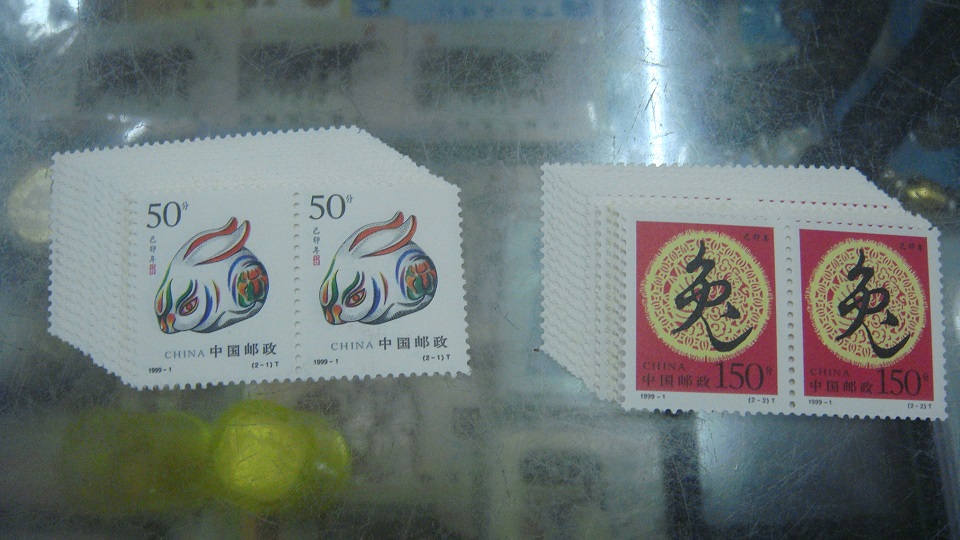 50分
己卯年
CHINA 中国邮政
1999-1 (2-1)T
50分
己卯年
CHINA 中国邮政
1999-1 (2-1)T
己卯年
兔
CHINA
中国邮政 150分
1999-1 (2-2)T
己卯年
兔
CHINA
中国邮政 150分
1999-1 (2-2)T